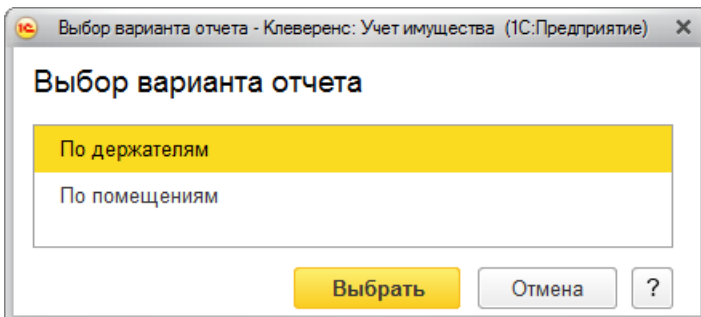 1С Выбор варианта отчета - Клеверенс: Учет имущества (1С:Предприятие)
Выбор варианта отчета
По держателям
По помещениям
Выбрать Отмена ?